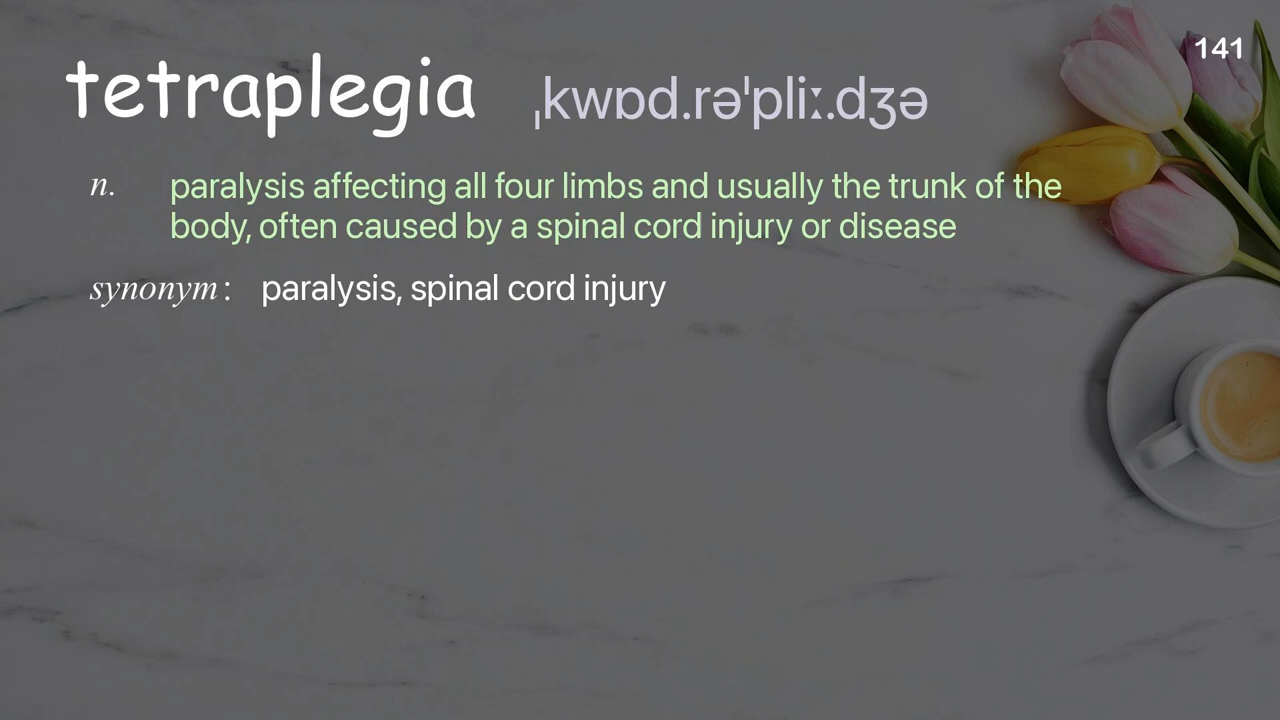 141
tetraplegia ˌkwɒd.rəˈpliː.dʒə
n. paralysis affecting all four limbs and usually the trunk of the
body, often caused by a spinal cord injury or disease
synonym: paralysis, spinal cord injury